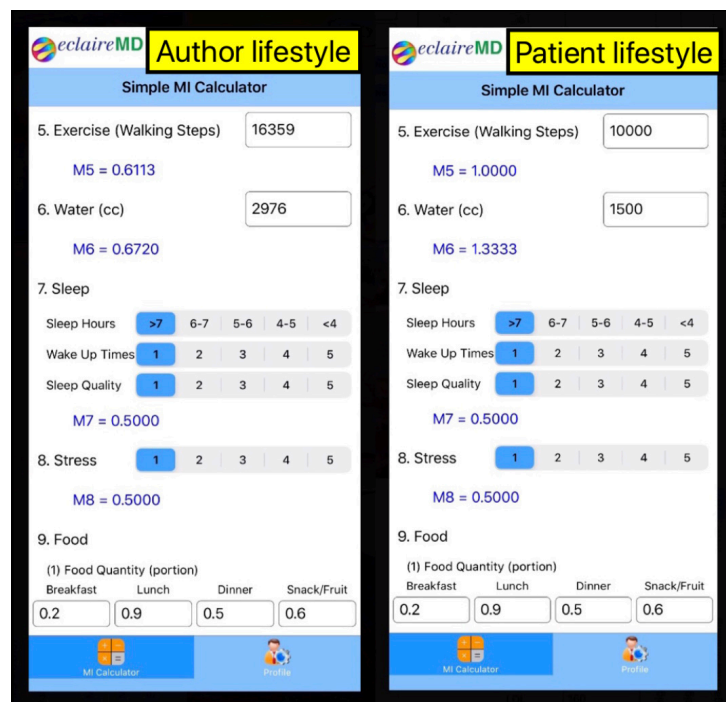 eclaireMD
Author lifestyle
Simple MI Calculator
5. Exercise (Walking Steps) 16359
M5 = 0.6113
6. Water (cc) 2976
M6 = 0.6720
7. Sleep
Sleep Hours >7 6-7 5-6 4-5 <4
Wake Up Times 1 2 3 4 5
Sleep Quality 1 2 3 4 5
M7 = 0.5000
8. Stress 1 2 3 4 5
M8 = 0.5000
9. Food
(1) Food Quantity (portion)
Breakfast Lunch Dinner Snack/Fruit
0.2 0.9 0.5 0.6
MI Calculator Profile
eclaireMD
Patient lifestyle
Simple MI Calculator
5. Exercise (Walking Steps) 10000
M5 = 1.0000
6. Water (cc) 1500
M6 = 1.3333
7. Sleep
Sleep Hours >7 6-7 5-6 4-5 <4
Wake Up Times 1 2 3 4 5
Sleep Quality 1 2 3 4 5
M7 = 0.5000
8. Stress 1 2 3 4 5
M8 = 0.5000
9. Food
(1) Food Quantity (portion)
Breakfast Lunch Dinner Snack/Fruit
0.2 0.9 0.5 0.6
MI Calculator Profile